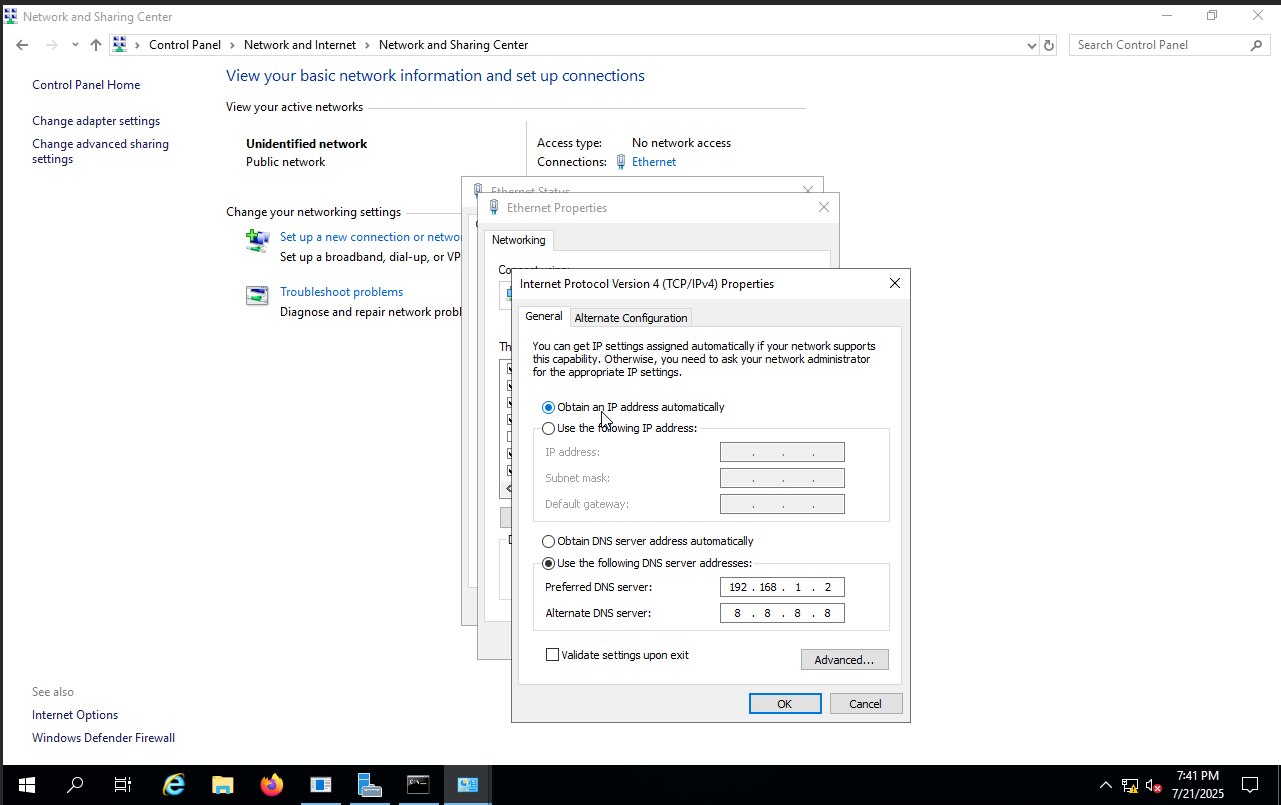 Network and Sharing Center
Control Panel
Network and Internet
Network and Sharing Center
Search Control Panel
Control Panel Home
Change adapter settings
Change advanced sharing
settings
View your basic network information and set up connections
View your active networks
Unidentified network
Public network
Access type: No network access
Connections: Ethernet
Change your networking settings
Set up a new connection or netwo
Set up a broadband, dial-up, or VP
Troubleshoot problems
Diagnose and repair network probl
Ethernet Status
Ethernet Properties
Networking
Connect using:
Th
Internet Protocol Version 4 (TCP/IPv4) Properties
General
Alternate Configuration
You can get IP settings assigned automatically if your network supports
this capability. Otherwise, you need to ask your network administrator
for the appropriate IP settings.
Obtain an IP address automatically
Use the following IP address:
IP address: . . .
Subnet mask: . . .
Default gateway: . . .
Obtain DNS server address automatically
Use the following DNS server addresses:
Preferred DNS server: 192 . 168 . 1 . 2
Alternate DNS server: 8 . 8 . 8 . 8
Validate settings upon exit
Advanced...
OK
Cancel
See also
Internet Options
Windows Defender Firewall
7:41 PM
7/21/2025